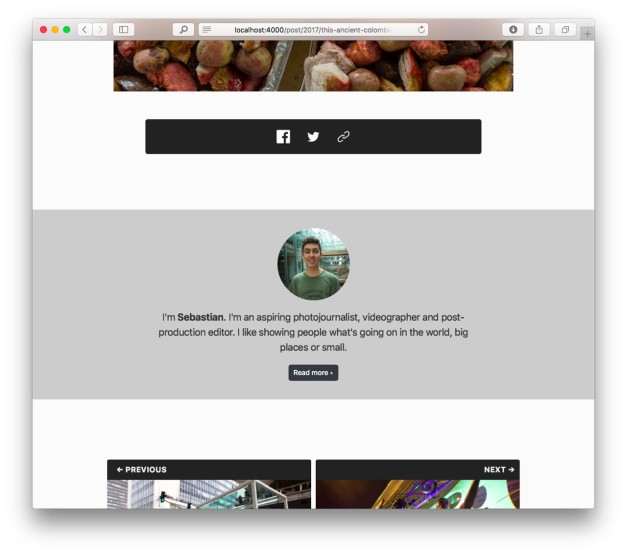 localhost:4000/post/2017/this-ancient-colombi
I'm Sebastian. I'm an aspiring photojournalist, videographer and post-
production editor. I like showing people what's going on in the world, big
places or small.
Read more ‣
← PREVIOUS
NEXT →